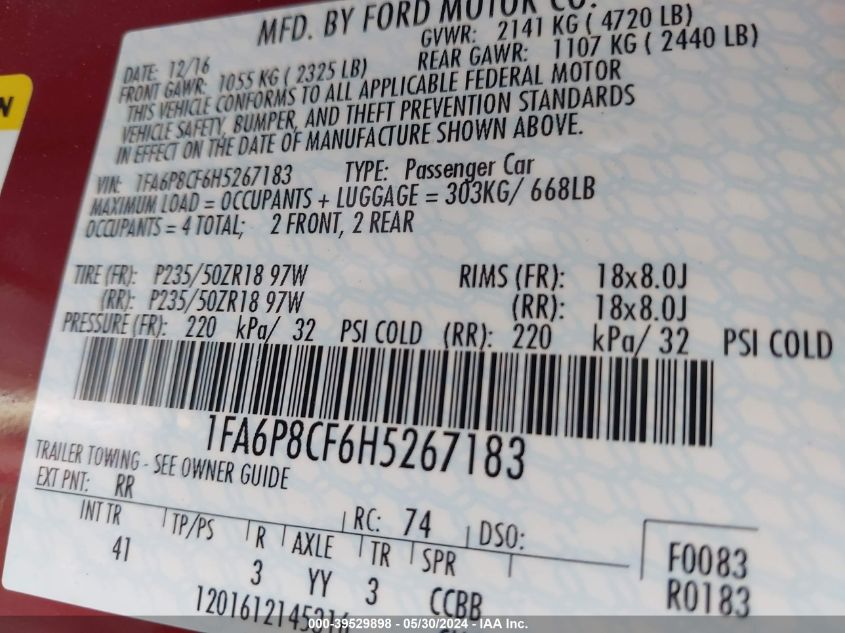 MFD. BY FORD MOTOR CO.
DATE: 12/16 GVWR: 2141 KG ( 4720 LB)
FRONT GAWR: 1055 KG ( 2325 LB) REAR GAWR: 1107 KG ( 2440 LB)
THIS VEHICLE CONFORMS TO ALL APPLICABLE FEDERAL MOTOR
VEHICLE SAFETY, BUMPER, AND THEFT PREVENTION STANDARDS
IN EFFECT ON THE DATE OF MANUFACTURE SHOWN ABOVE.
VIN: 1FA6P8CF6H5267183 TYPE: Passenger Car
MAXIMUM LOAD = OCCUPANTS + LUGGAGE = 303KG/ 668LB
OCCUPANTS = 4 TOTAL; 2 FRONT, 2 REAR
TIRE (FR): P235/50ZR18 97W RIMS (FR): 18x8.0J
(RR): P235/50ZR18 97W (RR): 18x8.0J
PRESSURE (FR): 220 kPa/ 32 PSI COLD (RR): 220 kPa/ 32 PSI COLD
1FA6P8CF6H5267183
TRAILER TOWING - SEE OWNER GUIDE
EXT PNT: RR RC: 74 DSO:
INT TR TP/PS R AXLE TR SPR F0083
41 3 YY 3 CCBB R0183
000-39529898 - 05/30/2024 - IAA Inc.